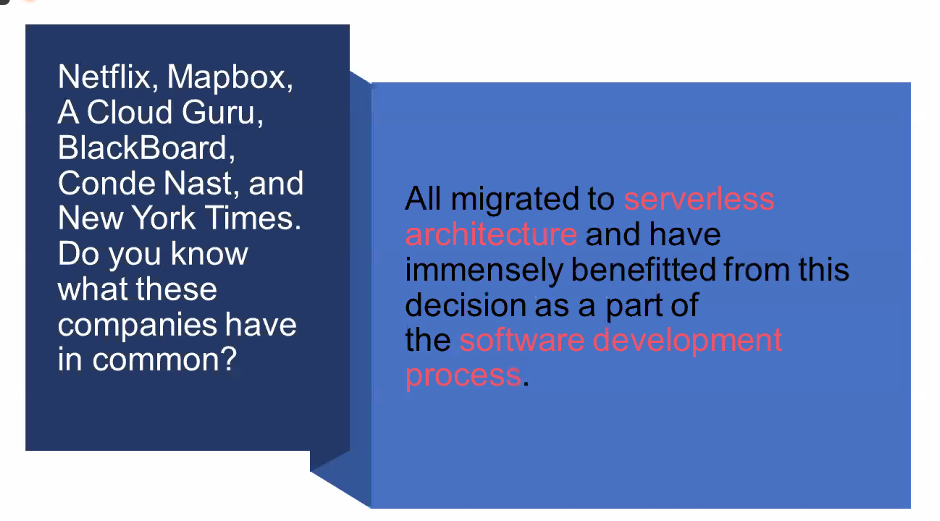 Netflix, Mapbox,
A Cloud Guru,
BlackBoard,
Conde Nast, and
New York Times.
Do you know
what these
companies have
in common?
All migrated to serverless
architecture and have
immensely benefitted from this
decision as a part of
the software development
process.